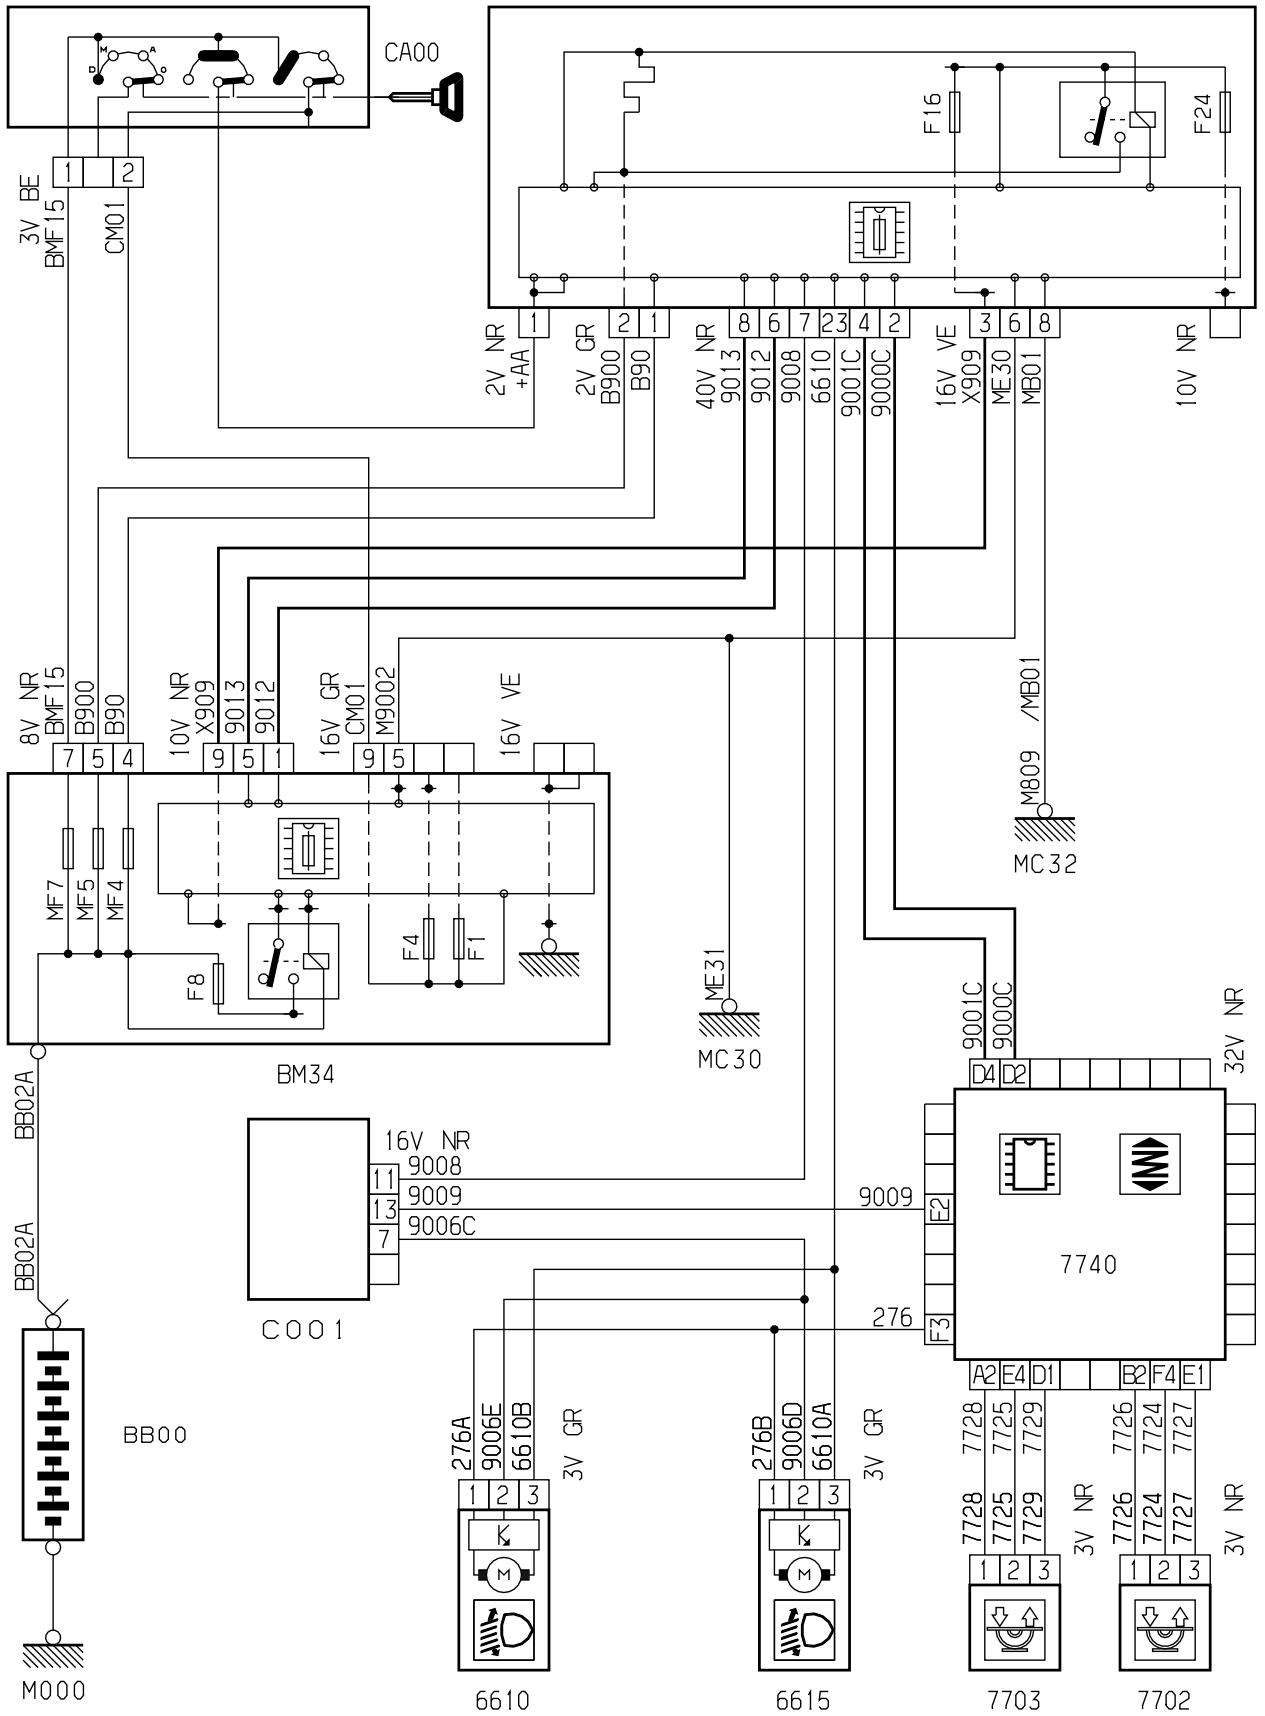 CA00
M A
D O
F16
F24
1 2
3V BE
BMF15
CM01
1 2 1 8 6 7 23 4 2 3 6 8
2V NR
+AA
2V GR
B900
B90
40V NR
9013
9012
9008
6610
9001C
9000C
16V VE
X909
ME30
MB01
10V NR
8V NR
BMF15
B900
B90
10V NR
X909
9013
9012
16V GR
CM01
M9002
16V VE
M809 /MB01
7 5 4 9 5 1 9 5
MC32
MF7
MF5
MF4
F8
F4
F1
ME31
MC30
BM34
9001C
9000C
32V NR
D4 D2
BB02A
16V NR
11 9008
13 9009
7 9006C
9009 E2
7740
BB02A
C001
276 F3
A2 E4 D1 B2 F4 E1
BB00
276A
9006E
6610B
3V GR
276B
9006D
6610A
3V GR
7728
7725
7729
7726
7724
7727
7728
7725
7729
3V NR
7726
7724
7727
3V NR
1 2 3
1 2 3
K
M
K
M
1 2 3
1 2 3
M000
6610
6615
7703
7702